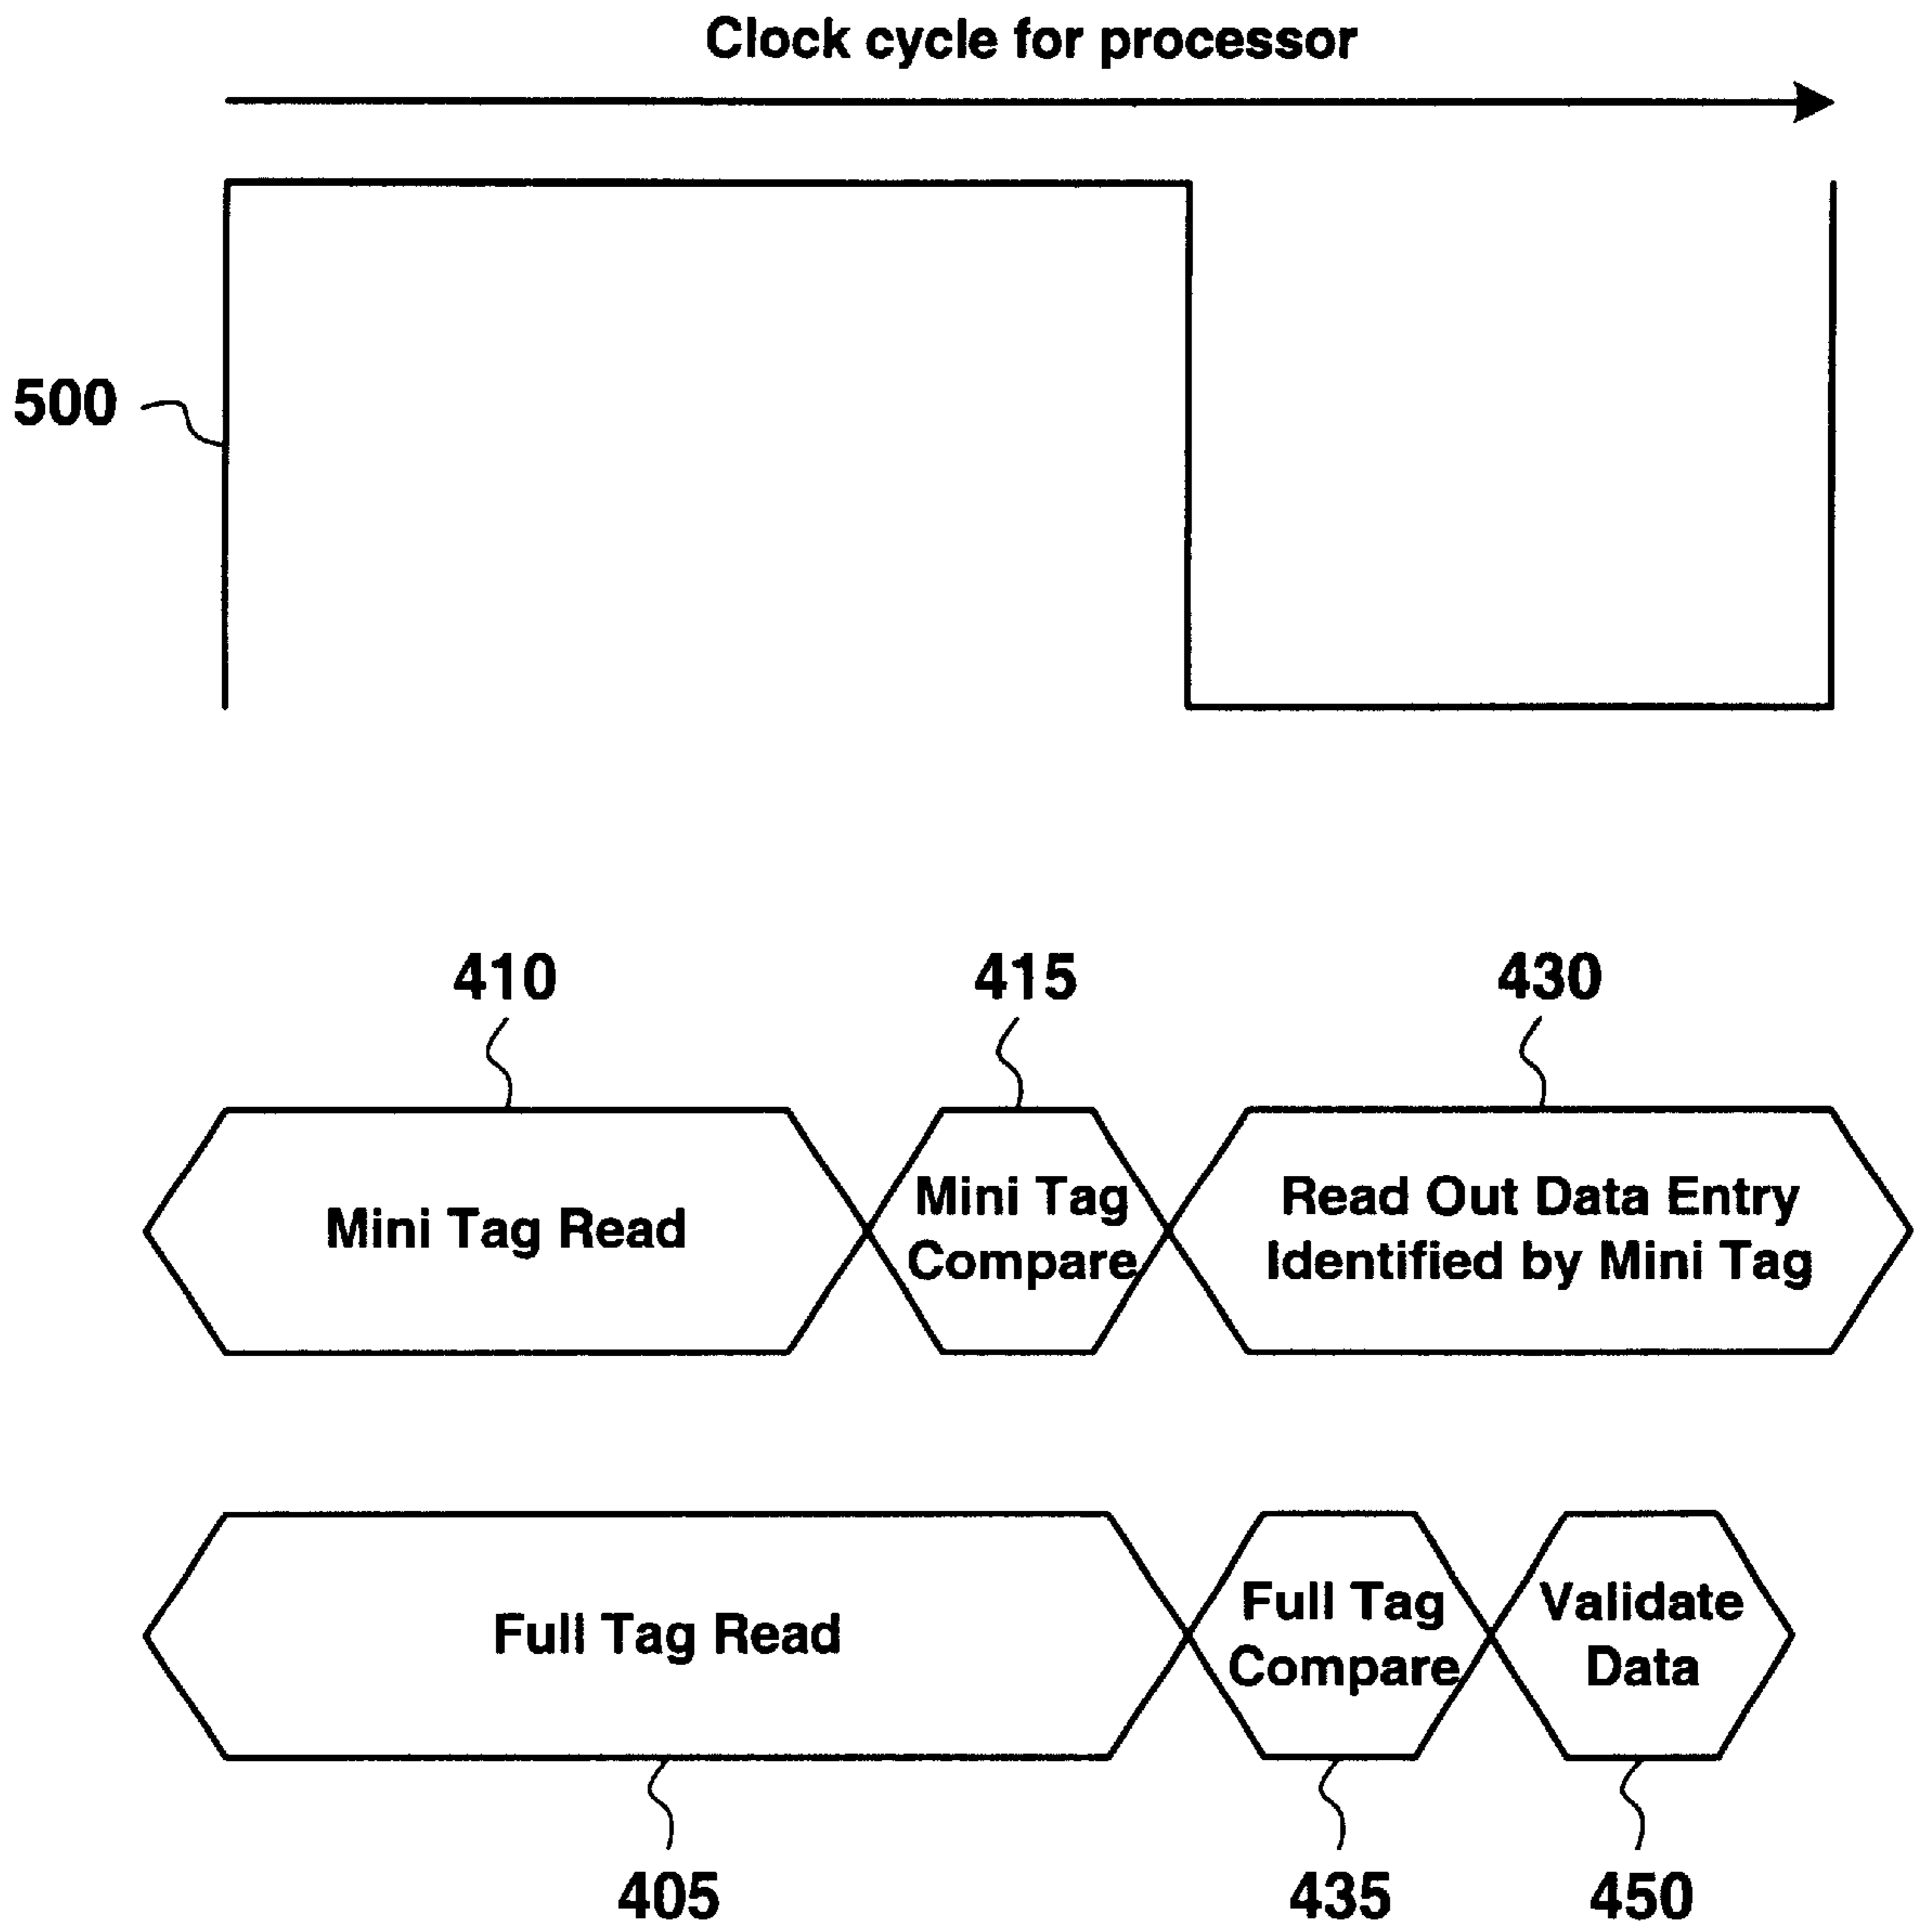 Clock cycle for processor
500
410
415
430
Mini Tag Read
Mini Tag
Compare
Read Out Data Entry
Identified by Mini Tag
Full Tag Read
Full Tag
Compare
Validate
Data
405
435
450